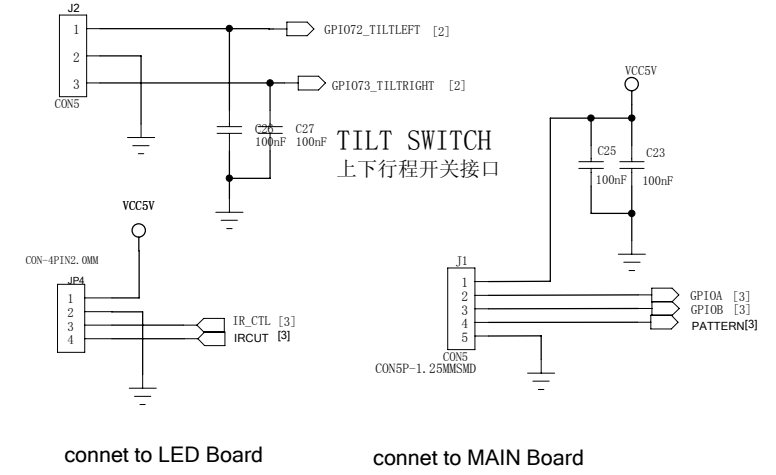 J2
1
2
3
CON5
GPIO72_TILTLEFT [2]
GPIO73_TILTRIGHT [2]
C26
100nF
C27
100nF
TILT SWITCH
上下行程开关接口
VCC5V
C25
100nF
C23
100nF
VCC5V
CON-4PIN2.0MM
JP4
1
2
3
4
IR_CTL [3]
IRCUT [3]
J1
1
2
3
4
5
CON5
CON5P-1.25MMSMD
GPIOA [3]
GPIOB [3]
PATTERN[3]
connet to LED Board
connet to MAIN Board